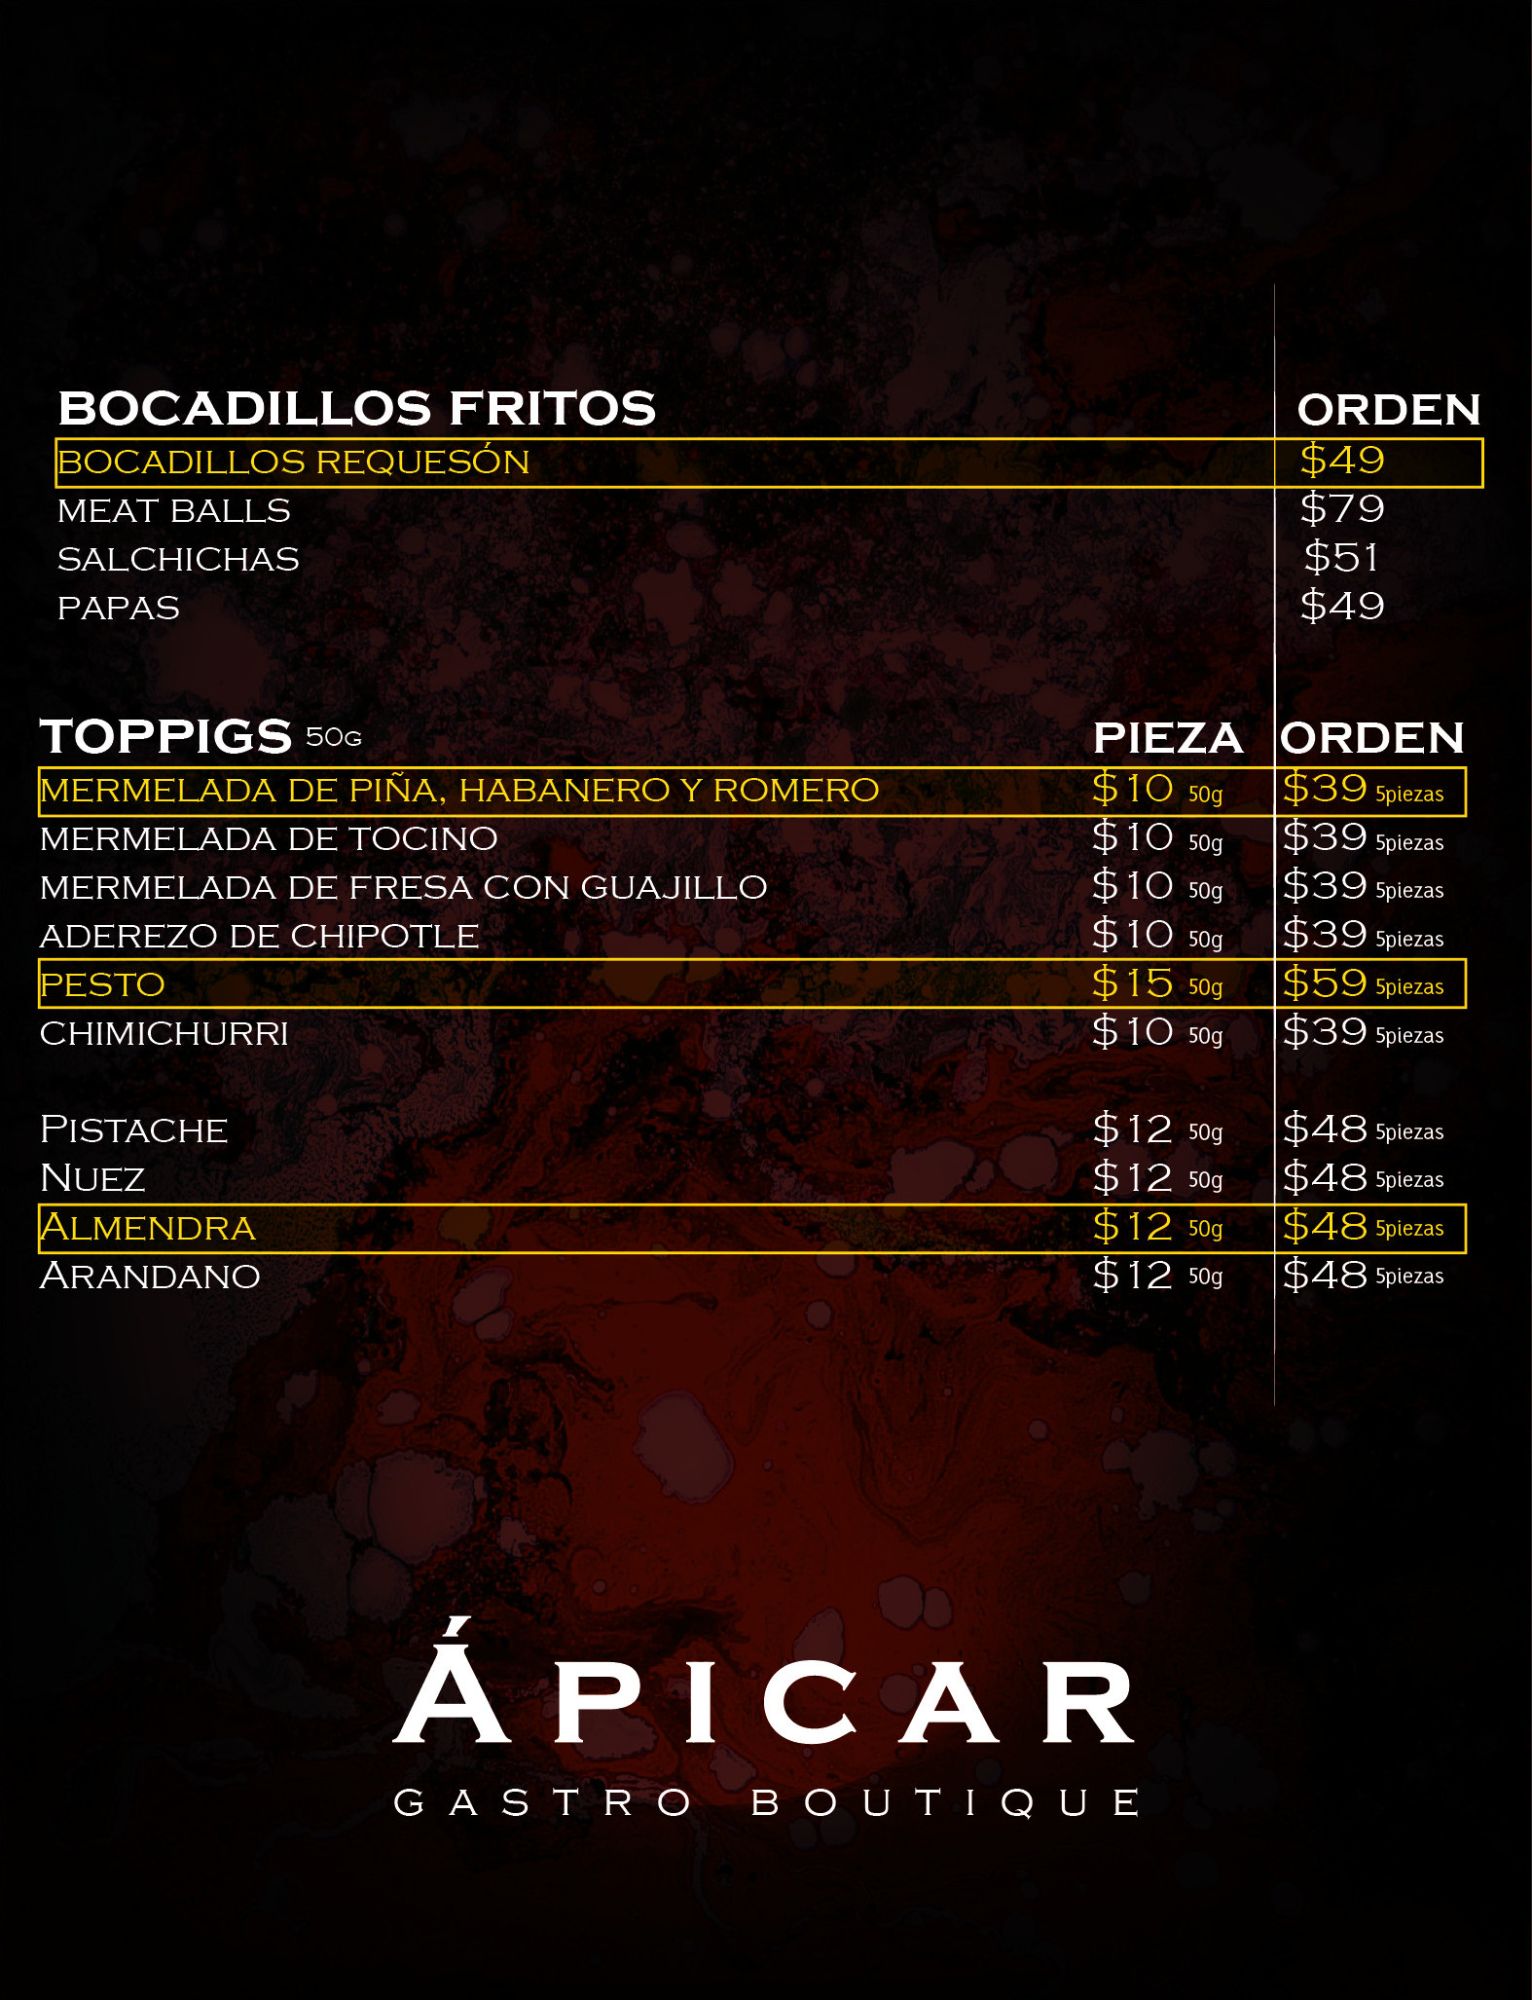 BOCADILLOS FRITOS ORDEN
BOCADILLOS REQUESÓN $49
MEAT BALLS $79
SALCHICHAS $51
PAPAS $49
TOPPIGS 50G PIEZA ORDEN
MERMELADA DE PIÑA, HABANERO Y ROMERO $10 50g $39 5piezas
MERMELADA DE TOCINO $10 50g $39 5piezas
MERMELADA DE FRESA CON GUAJILLO $10 50g $39 5piezas
ADEREZO DE CHIPOTLE $10 50g $39 5piezas
PESTO $15 50g $59 5piezas
CHIMICHURRI $10 50g $39 5piezas
PISTACHE $12 50g $48 5piezas
NUEZ $12 50g $48 5piezas
ALMENDRA $12 50g $48 5piezas
ARANDANO $12 50g $48 5piezas
ÁPICAR
GASTRO BOUTIQUE